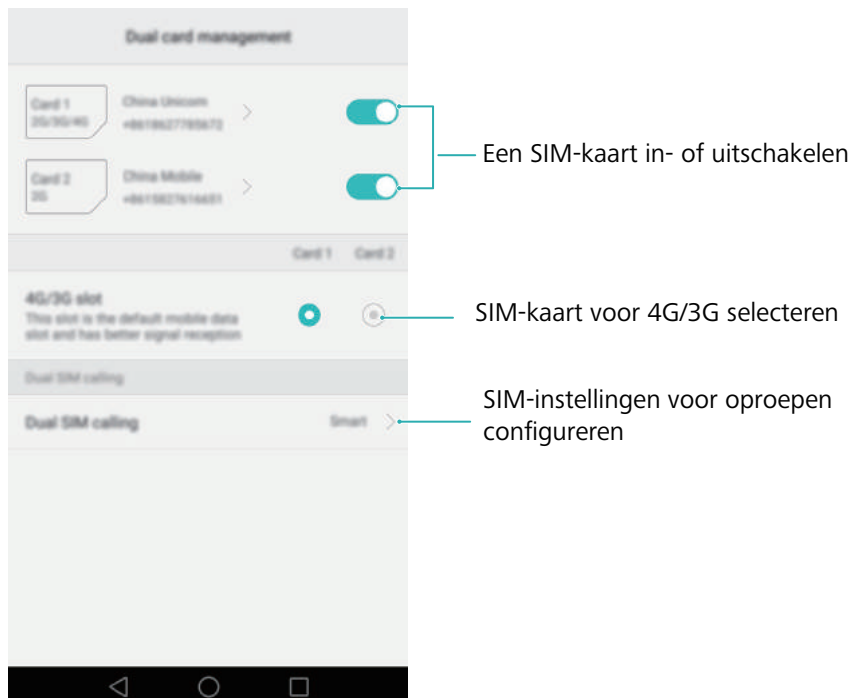 Dual card management
Card 1
2G/3G/4G
China Unicom
+8618627785672
Een SIM-kaart in- of uitschakelen
Card 2
3G
China Mobile
Card 1 Card 2
4G/3G slot
This slot is the default mobile data
slot and has better signal reception
SIM-kaart voor 4G/3G selecteren
Dual SIM calling
Dual SIM calling Smart
SIM-instellingen voor oproepen
configureren